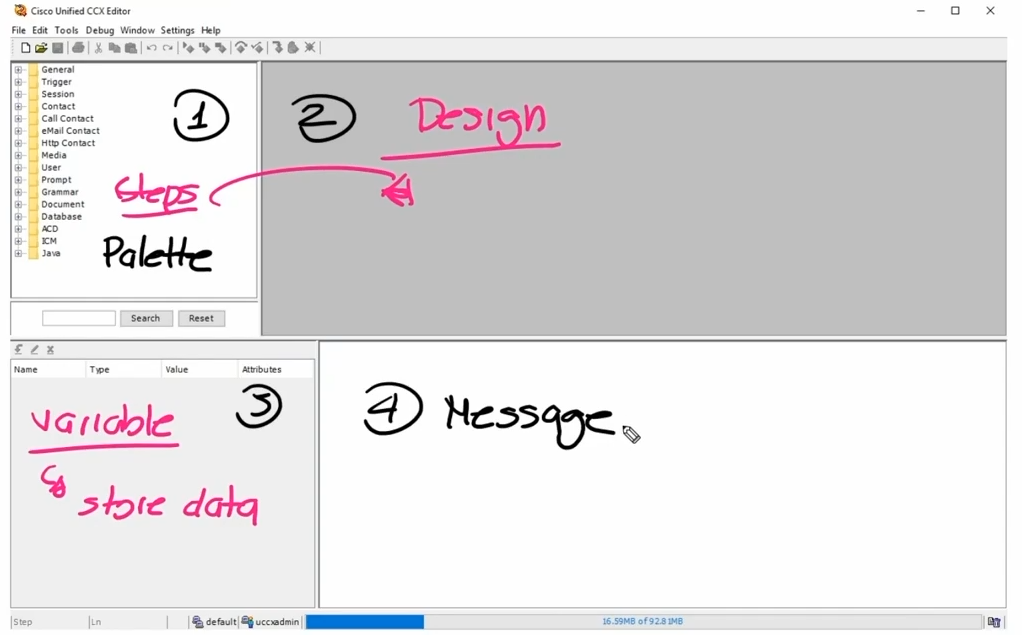 Cisco Unified CCX Editor
File Edit Tools Debug Window Settings Help
General
Trigger
Session
Contact
Call Contact
eMail Contact
Http Contact
Media
User
Prompt
Grammar
Document
Database
ACD
ICM
Java
1
Steps
Palette
2 Design
Search Reset
Name Type Value Attributes
3
variable
store data
4 Message
Step Ln default uccxadmin 16.59MB of 92.81MB